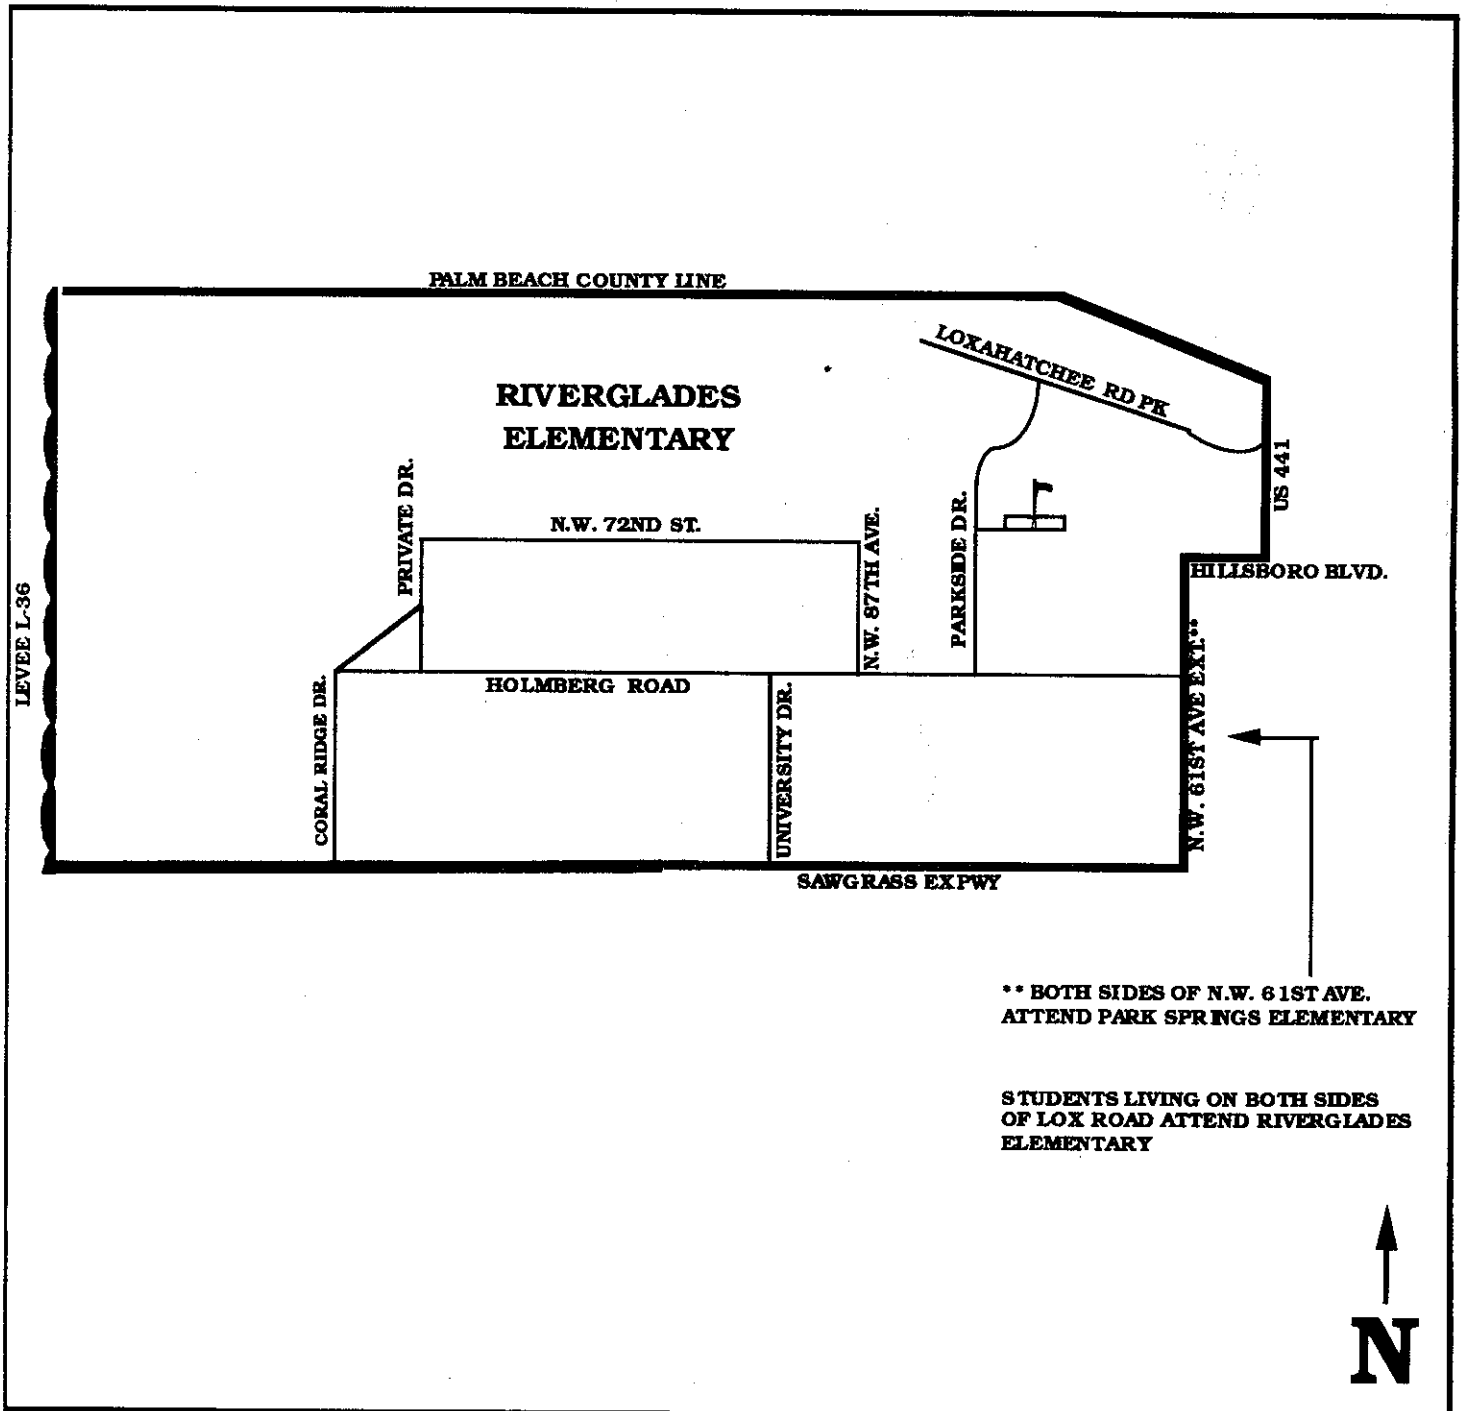 PALM BEACH COUNTY LINE
LOXAHATCHEE RD PK
RIVERGLADES
ELEMENTARY
US 441
PRIVATE DR.
N.W. 72ND ST.
N.W. 87TH AVE.
PARKSIDE DR.
HILLSBORO BLVD.
LEVEE L-36
N.W. 61ST AVE EXT.**
HOLMBERG ROAD
CORAL RIDGE DR.
UNIVERSITY DR.
SAWGRASS EXPWY
** BOTH SIDES OF N.W. 61ST AVE.
ATTEND PARK SPRINGS ELEMENTARY
STUDENTS LIVING ON BOTH SIDES
OF LOX ROAD ATTEND RIVERGLADES
ELEMENTARY
N